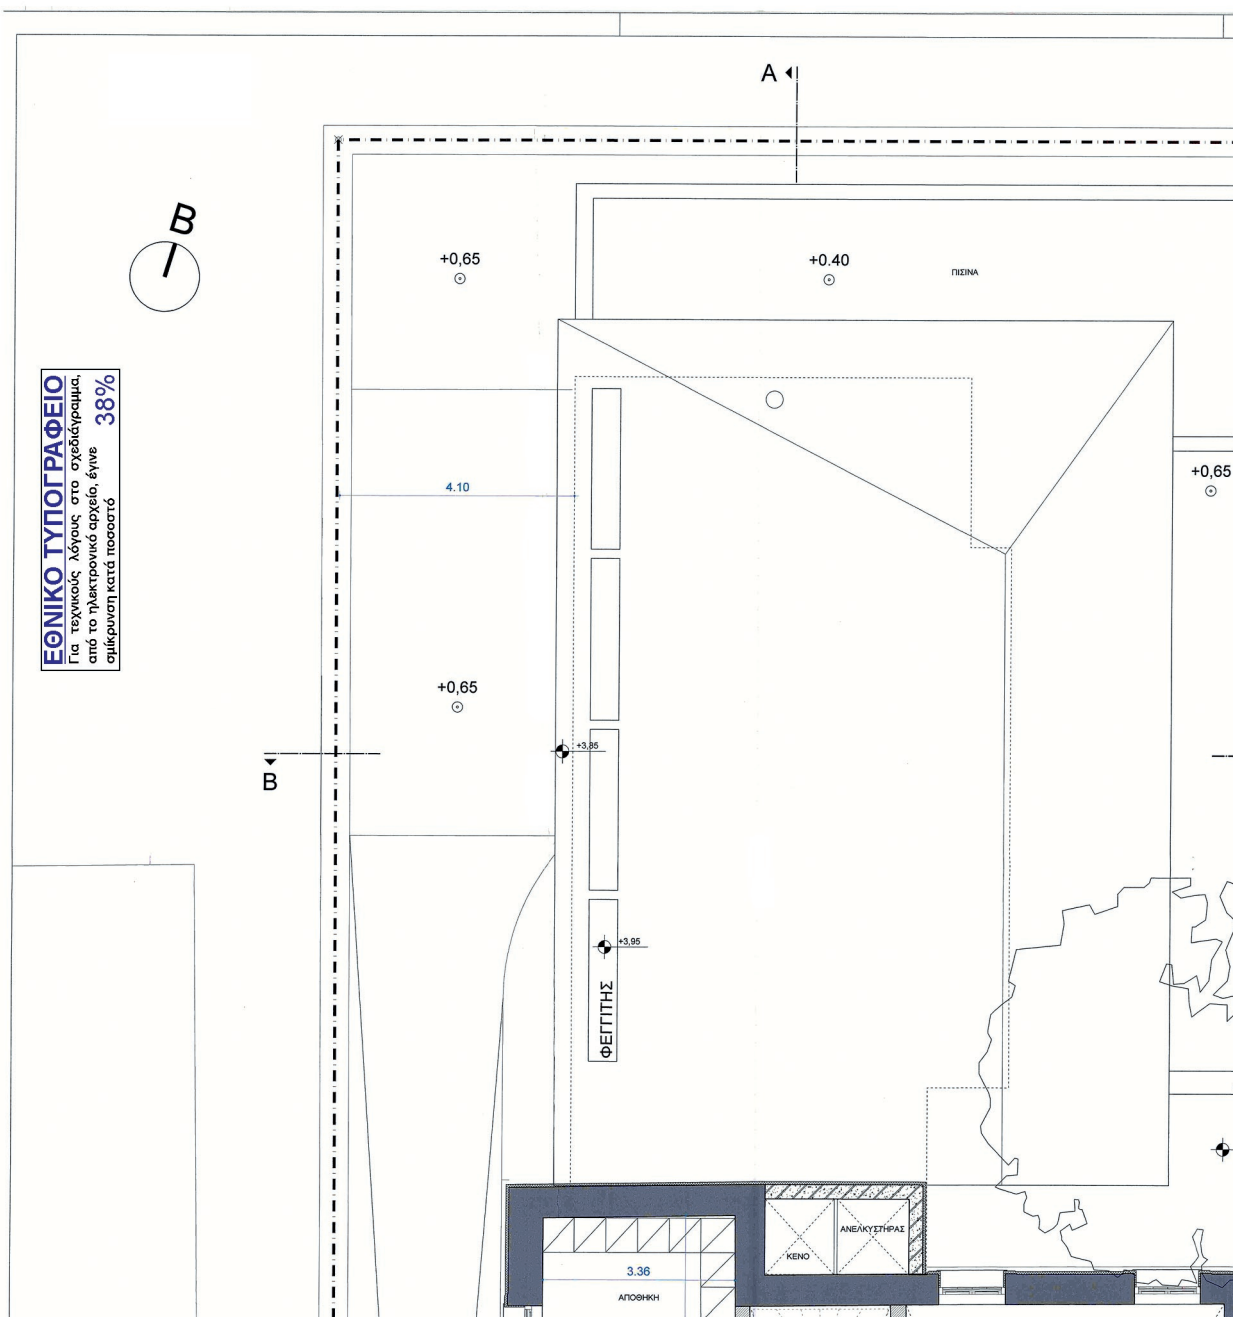 A
B
+0,65
+0.40
ΠΙΣΙΝΑ
ΕΘΝΙΚΟ ΤΥΠΟΓΡΑΦΕΙΟ
Για τεχνικούς λόγους στο σχεδιάγραμμα,
από το ηλεκτρονικό αρχείο, έγινε
σμίκρυνση κατά ποσοστό
38%
4.10
+0,65
+0,65
+3,85
B
+3,95
ΦΕΓΓΙΤΗΣ
ΑΝΕΛΚΥΣΤΗΡΑΣ
ΚΕΝΟ
3.36
ΑΠΟΘΗΚΗ